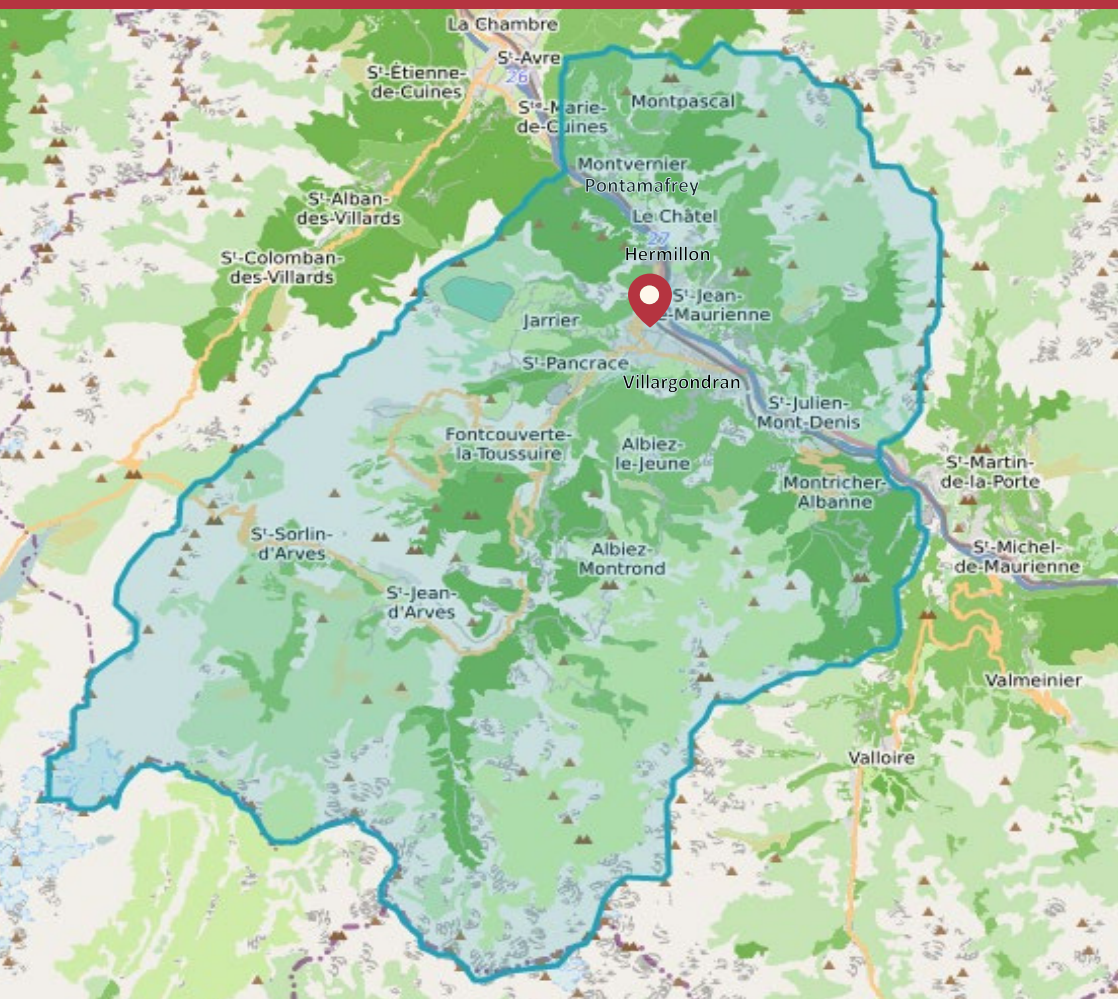 La Chambre
Sᵗ-Avre
26
Sᵗ-Étienne-
de-Cuines
Sᵗᵉ-Marie-
de-Cuines
Montpascal
Montvernier
Pontamafrey
Sᵗ-Alban-
des-Villards
Le Châtel
27
Hermillon
Sᵗ-Colomban-
des-Villards
Sᵗ-Jean-
e-Maurienne
Jarrier
Sᵗ-Pancrace
Villargondran
Sᵗ-Julien-
Mont-Denis
Fontcouverte-
la-Toussuire
Albiez-
le-Jeune
Sᵗ-Martin-
de-la-Porte
Montricher-
Albanne
Sᵗ-Sorlin-
d'Arves
Albiez-
Montrond
Sᵗ-Michel-
de-Maurienne
Sᵗ-Jean-
d'Arves
Valmeinier
Valloire